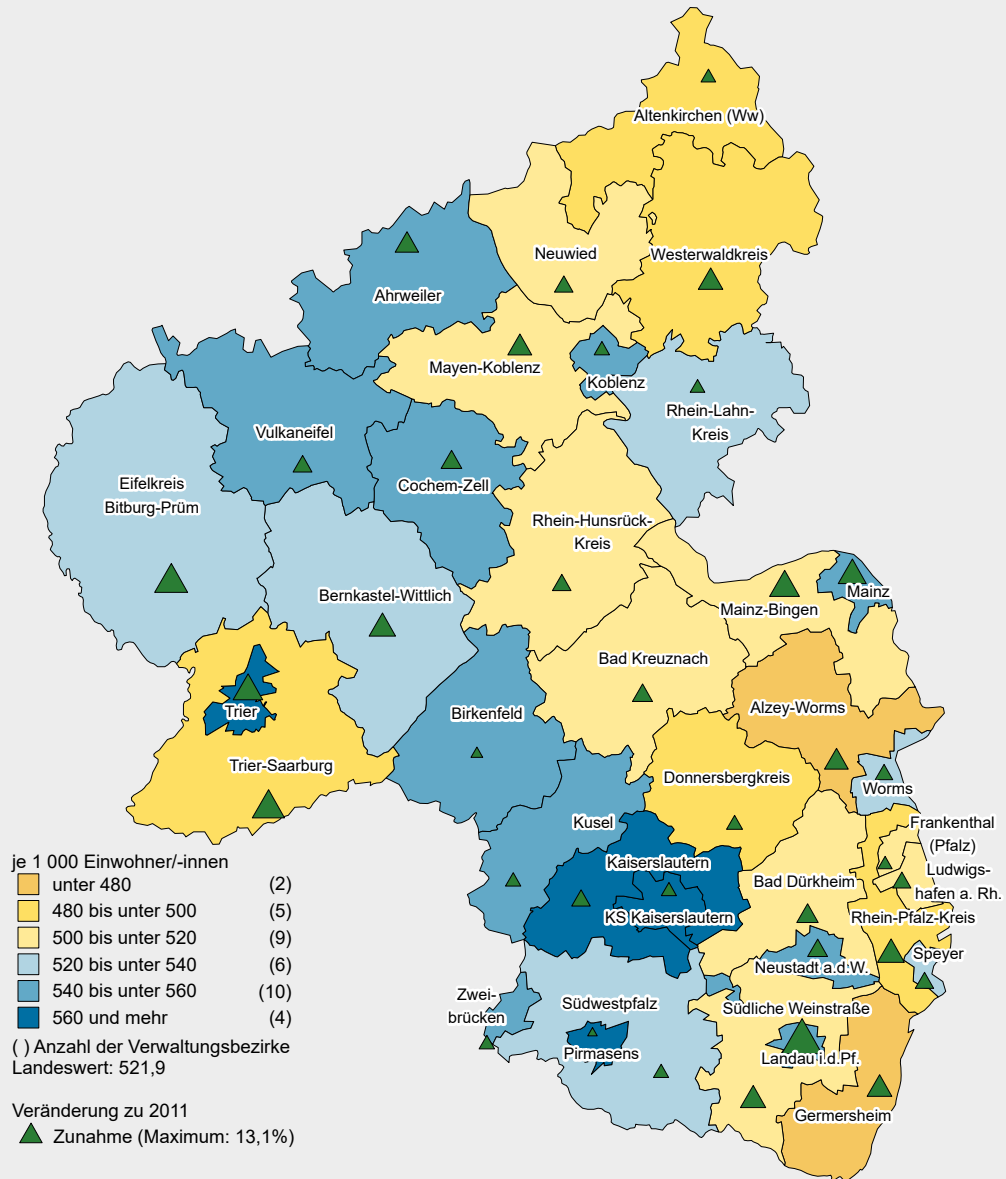 Altenkirchen (Ww)
Neuwied
Westerwaldkreis
Ahrweiler
Mayen-Koblenz
Koblenz
Rhein-Lahn-
Kreis
Vulkaneifel
Cochem-Zell
Eifelkreis
Bitburg-Prüm
Rhein-Hunsrück-
Kreis
Bernkastel-Wittlich
Mainz-Bingen
Mainz
Bad Kreuznach
Alzey-Worms
Birkenfeld
Trier
Trier-Saarburg
Donnersbergkreis
Worms
Kusel
Frankenthal
(Pfalz)
Kaiserslautern
Bad Dürkheim
Ludwigs-
hafen a. Rh.
KS Kaiserslautern
Rhein-Pfalz-Kreis
Neustadt a.d.W.
Speyer
Zwei-
brücken
Südwestpfalz
Südliche Weinstraße
Pirmasens
Landau i.d.Pf.
Germersheim
je 1 000 Einwohner/-innen
unter 480 (2)
480 bis unter 500 (5)
500 bis unter 520 (9)
520 bis unter 540 (6)
540 bis unter 560 (10)
560 und mehr (4)
( ) Anzahl der Verwaltungsbezirke
Landeswert: 521,9
Veränderung zu 2011
Zunahme (Maximum: 13,1%)